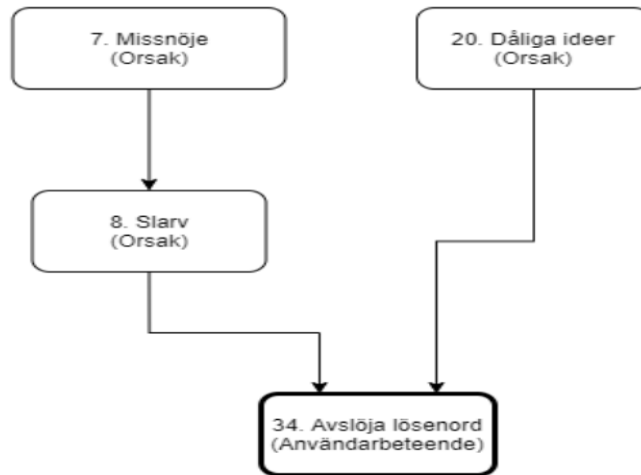 7. Missnöje
(Orsak)
20. Dåliga ideer
(Orsak)
8. Slarv
(Orsak)
34. Avslöja lösenord
(Användarbeteende)